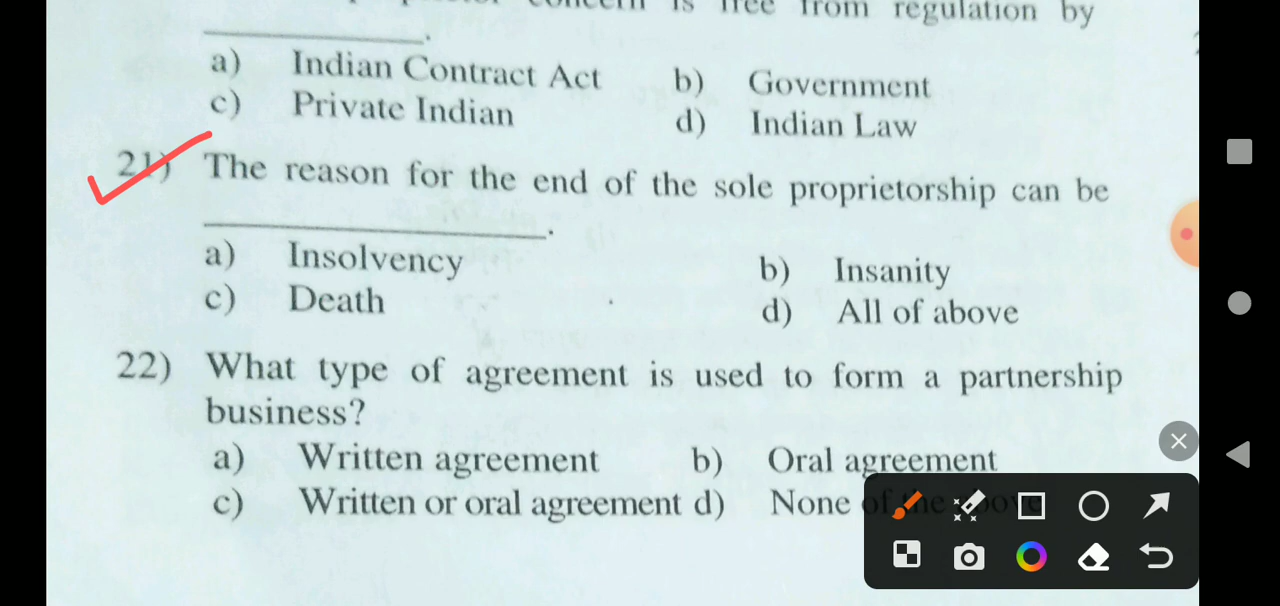 is free from regulation by
.
a) Indian Contract Act b) Government
c) Private Indian d) Indian Law
21) The reason for the end of the sole proprietorship can be
.
a) Insolvency b) Insanity
c) Death d) All of above
22) What type of agreement is used to form a partnership
business?
a) Written agreement b) Oral agreement
c) Written or oral agreement d) None of the